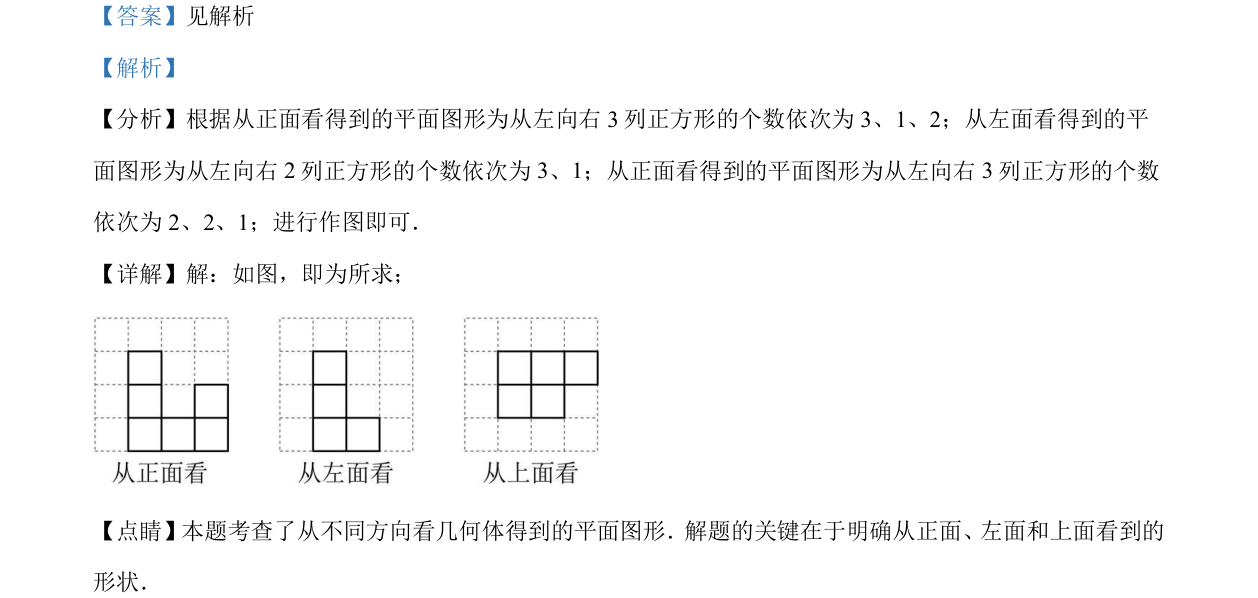 【答案】见解析
【解析】
【分析】根据从正面看得到的平面图形为从左向右 3 列正方形的个数依次为 3、1、2；从左面看得到的平
面图形为从左向右 2 列正方形的个数依次为 3、1；从正面看得到的平面图形为从左向右 3 列正方形的个数
依次为 2、2、1；进行作图即可．
【详解】解：如图，即为所求；
从正面看 从左面看 从上面看
【点睛】本题考查了从不同方向看几何体得到的平面图形．解题的关键在于明确从正面、左面和上面看到的
形状．